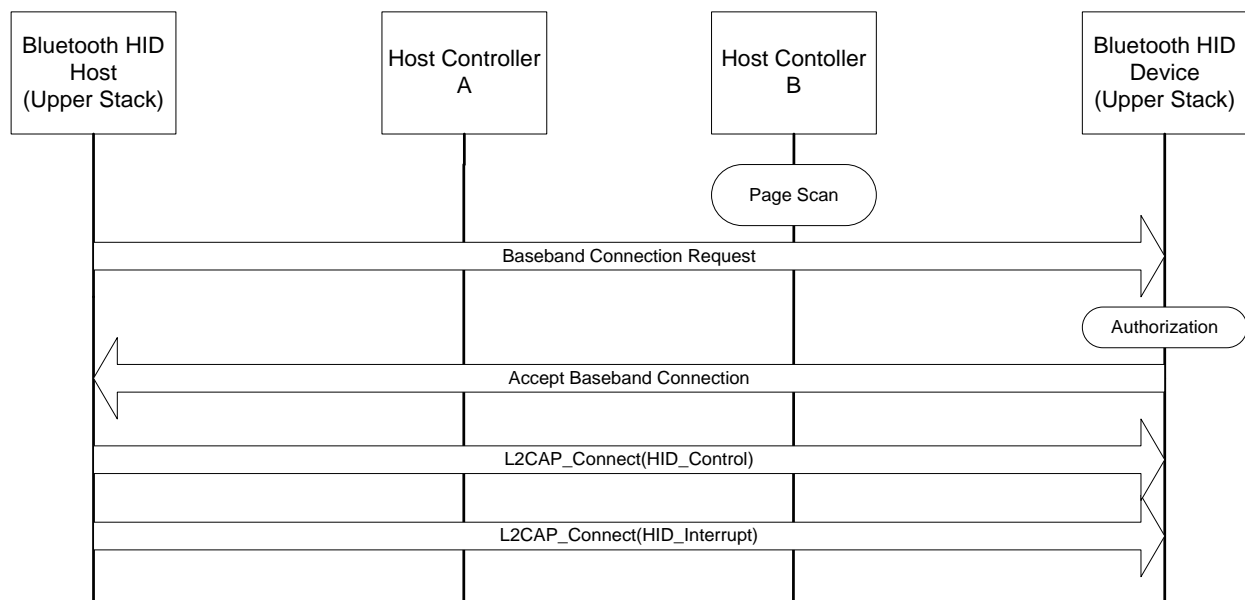 Bluetooth HID
Host
(Upper Stack)
Host Controller
A
Host Contoller
B
Bluetooth HID
Device
(Upper Stack)
Page Scan
Baseband Connection Request
Authorization
Accept Baseband Connection
L2CAP_Connect(HID_Control)
L2CAP_Connect(HID_Interrupt)